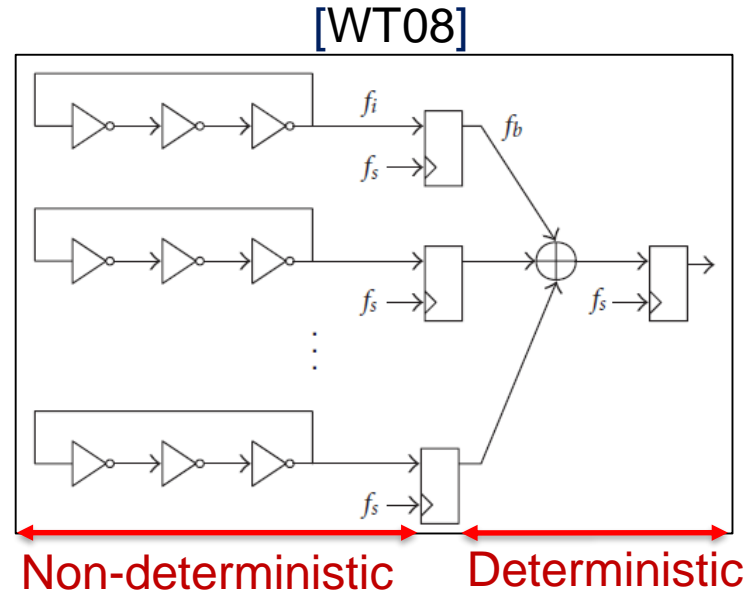 [WT08]
fi
fb
fs
fs
fs
fs
Non-deterministic
Deterministic